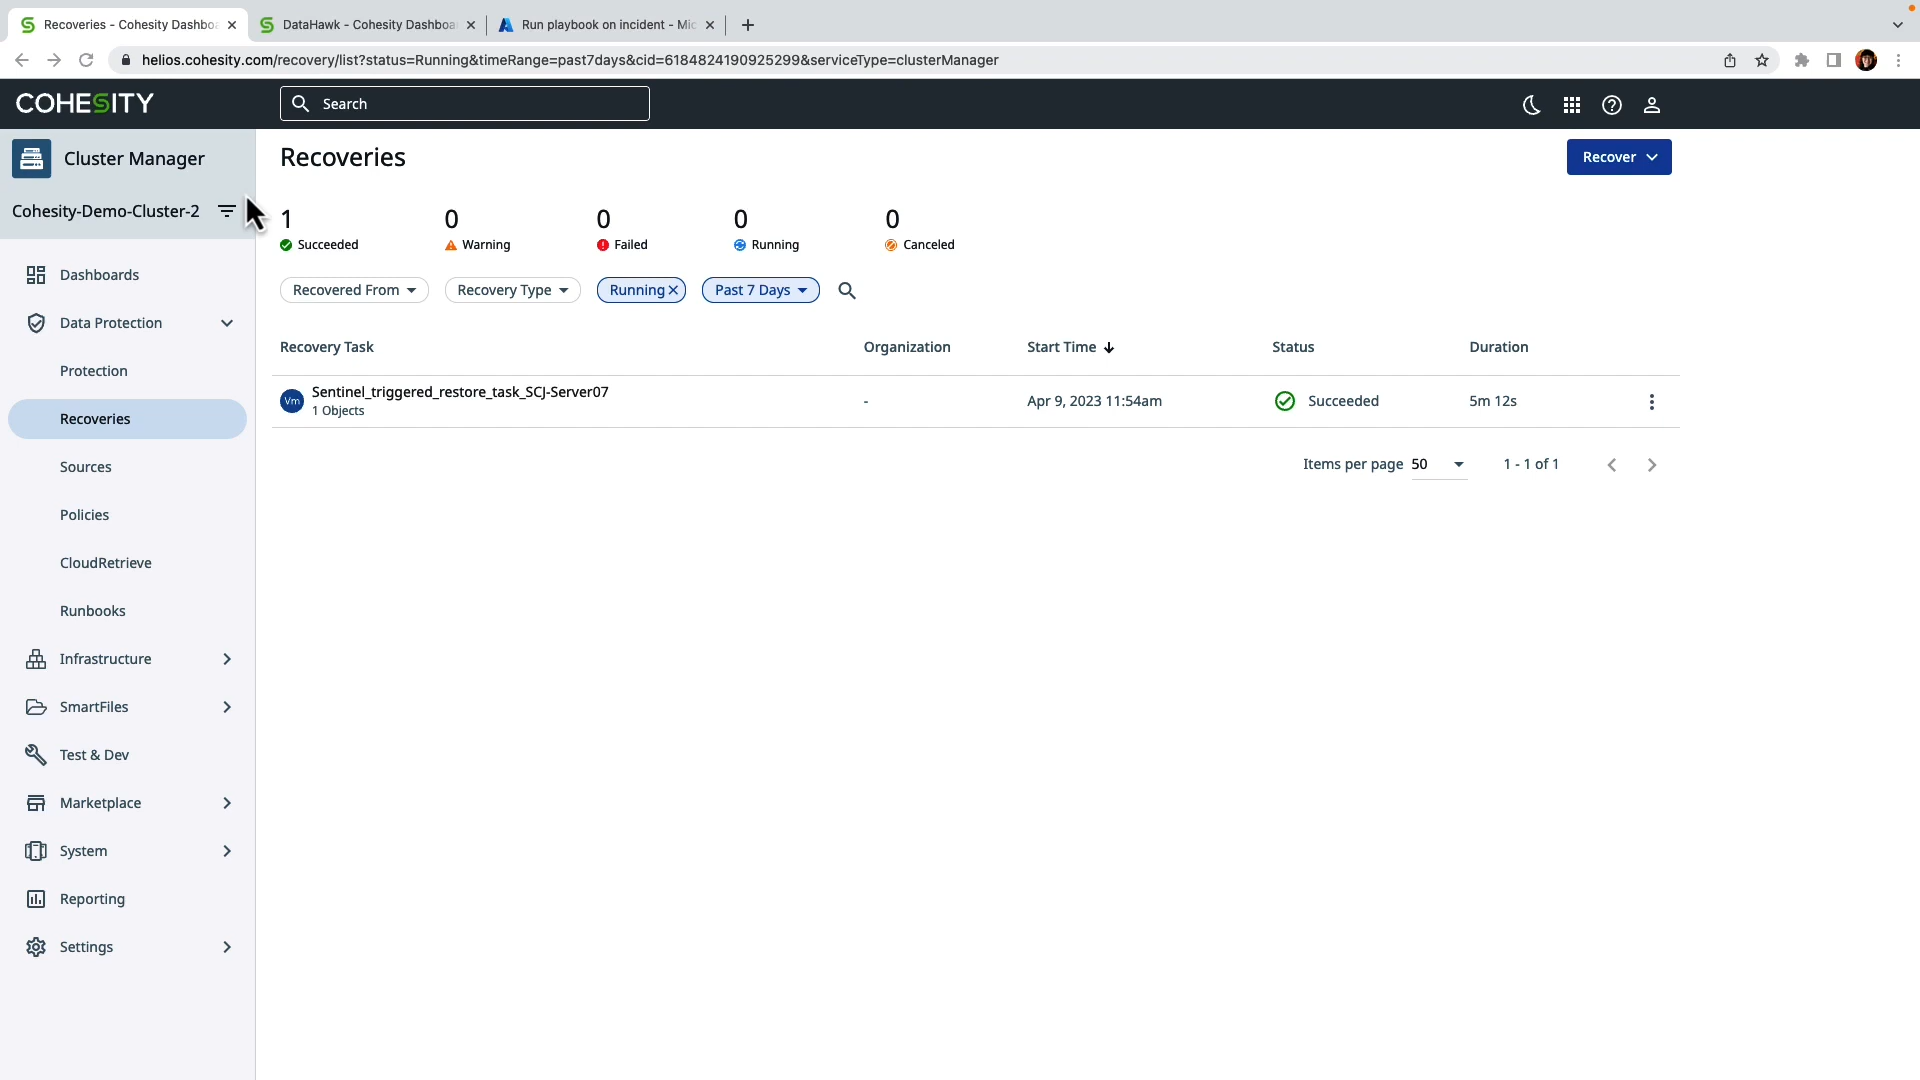 Recoveries - Cohesity Dashboa
DataHawk - Cohesity Dashboa
Run playbook on incident - Mic
helios.cohesity.com/recovery/list?status=Running&timeRange=past7days&cid=6184824190925299&serviceType=clusterManager
COHESITY
Search
Cluster Manager
Cohesity-Demo-Cluster-2
Dashboards
Data Protection
Protection
Recoveries
Sources
Policies
CloudRetrieve
Runbooks
Infrastructure
SmartFiles
Test & Dev
Marketplace
System
Reporting
Settings
Recoveries
Recover
1
Succeeded
0
Warning
0
Failed
0
Running
0
Canceled
Recovered From
Recovery Type
Running
Past 7 Days
Recovery Task Organization Start Time Status Duration
Vm Sentinel_triggered_restore_task_SCJ-Server07 - Apr 9, 2023 11:54am Succeeded 5m 12s
1 Objects
Items per page 50 1 - 1 of 1